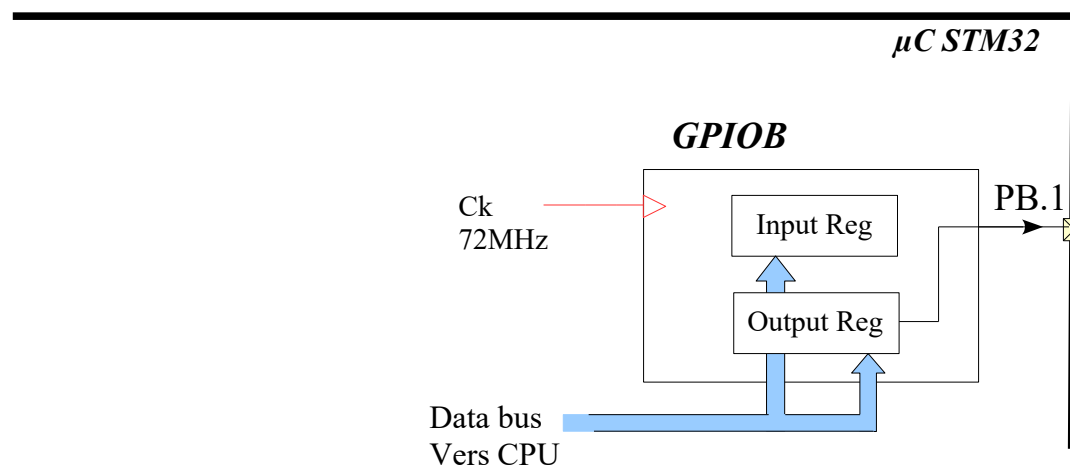 µC STM32
GPIOB
Ck
72MHz
Input Reg
PB.1
Output Reg
Data bus
Vers CPU